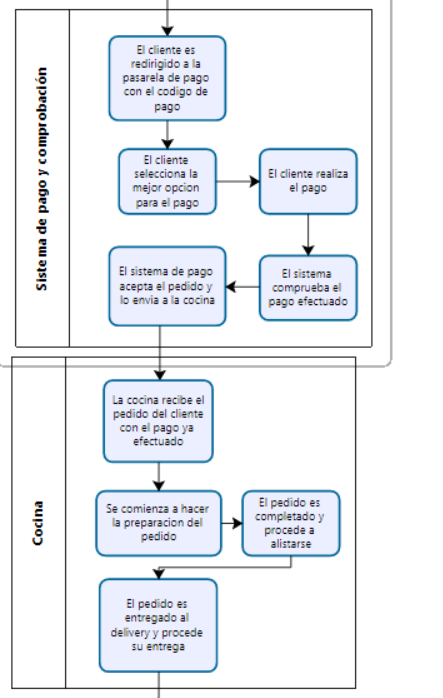 Sistema de pago y comprobación
El cliente es
redirigido a la
pasarela de pago
con el codigo de
pago
El cliente
selecciona la
mejor opcion
para el pago
El cliente realiza
el pago
El sistema
comprueba el
pago efectuado
El sistema de pago
acepta el pedido y
lo envia a la cocina
Cocina
La cocina recibe el
pedido del cliente
con el pago ya
efectuado
Se comienza a hacer
la preparacion del
pedido
El pedido es
completado y
procede a
alistarse
El pedido es
entregado al
delivery y procede
su entrega